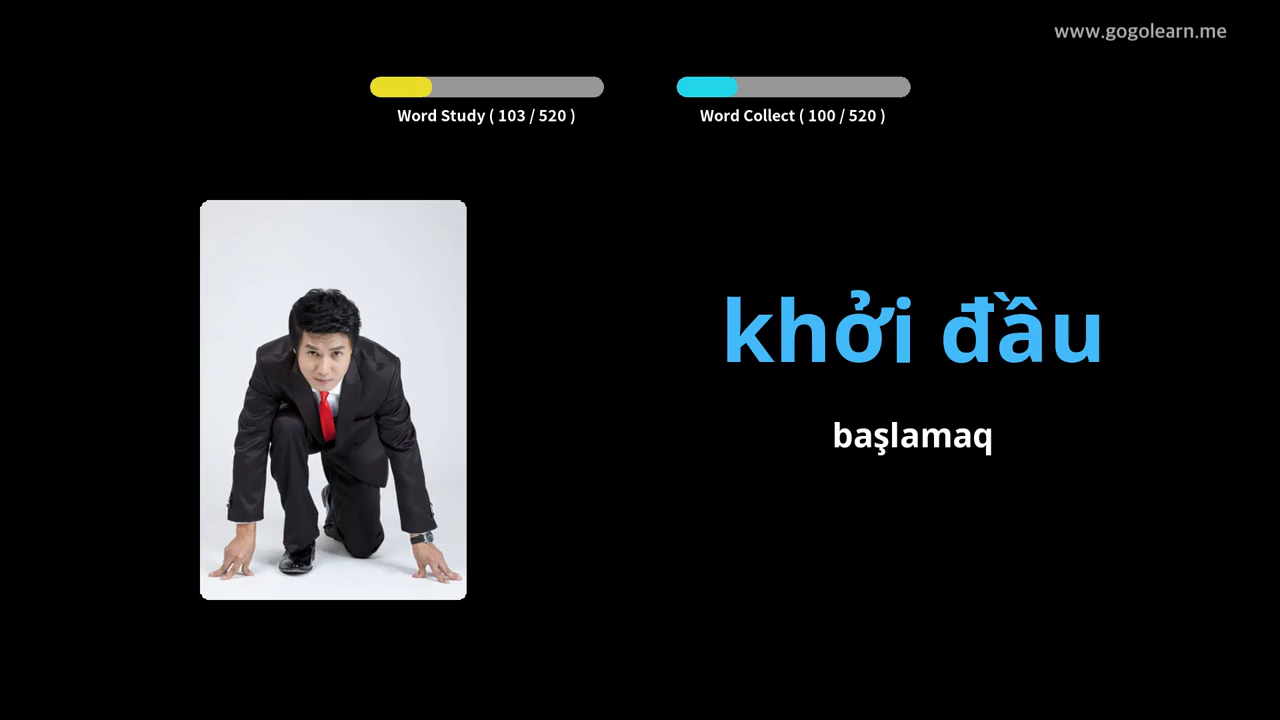 www.gogolearn.me
Word Study ( 103 / 520 )
Word Collect ( 100 / 520 )
khởi đầu
başlamaq